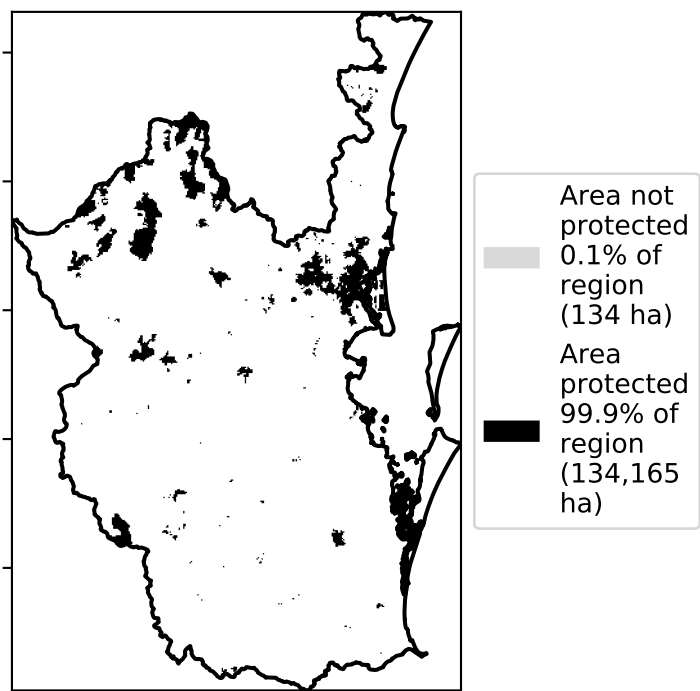 Area not
protected
0.1% of
region
(134 ha)
Area
protected
99.9% of
region
(134,165
ha)